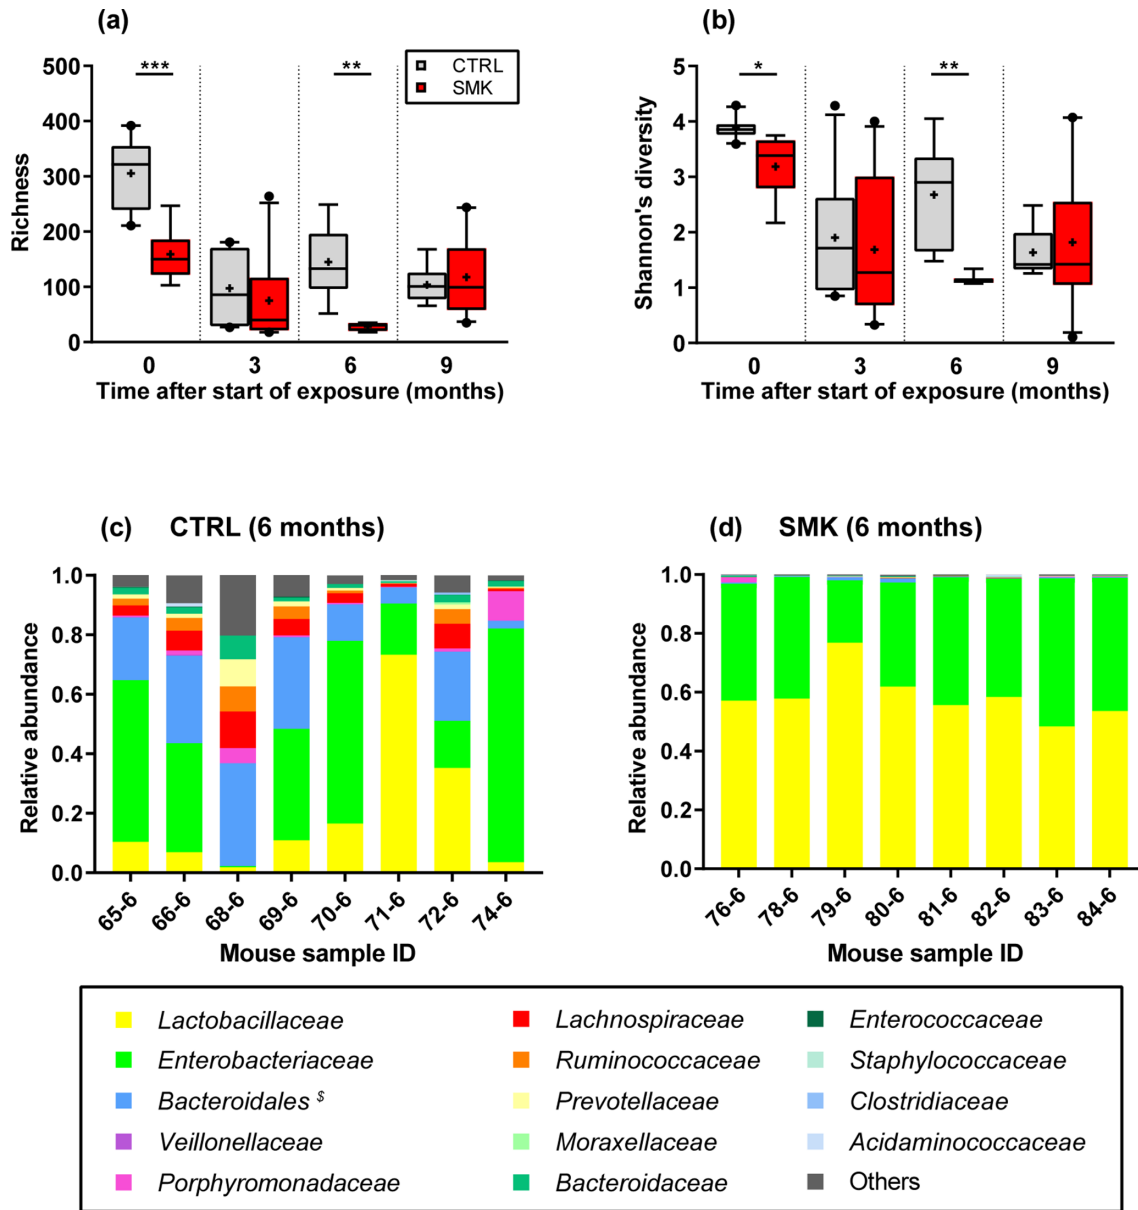 (a)
(b)
500
400
300
200
100
0
Richness
***
**
CTRL
SMK
0 3 6 9
Time after start of exposure (months)
5
4
3
2
1
0
Shannon's diversity
*
**
0 3 6 9
Time after start of exposure (months)
(c) CTRL (6 months)
1.0
0.8
0.6
0.4
0.2
0.0
Relative abundance
65-6 66-6 68-6 69-6 70-6 71-6 72-6 74-6
Mouse sample ID
(d) SMK (6 months)
1.0
0.8
0.6
0.4
0.2
0.0
Relative abundance
76-6 78-6 79-6 80-6 81-6 82-6 83-6 84-6
Mouse sample ID
Lactobacillaceae
Enterobacteriaceae
Bacteroidales $
Veillonellaceae
Porphyromonadaceae
Lachnospiraceae
Ruminococcaceae
Prevotellaceae
Moraxellaceae
Bacteroidaceae
Enterococcaceae
Staphylococcaceae
Clostridiaceae
Acidaminococcaceae
Others